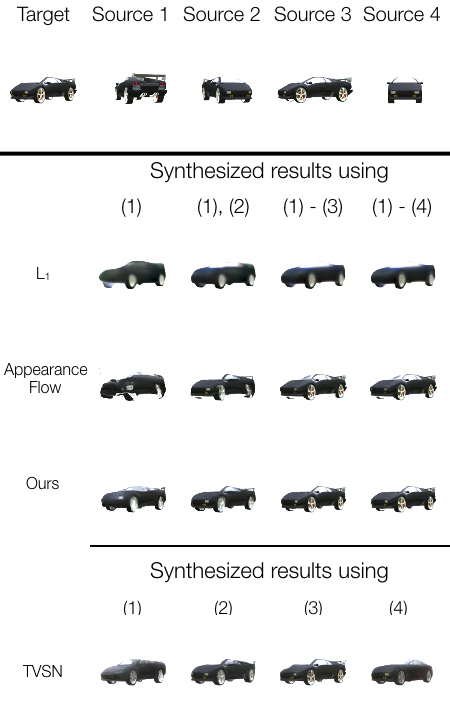 Target Source 1 Source 2 Source 3 Source 4
Synthesized results using
(1) (1), (2) (1) - (3) (1) - (4)
L₁
Appearance
Flow
Ours
Synthesized results using
(1) (2) (3) (4)
TVSN